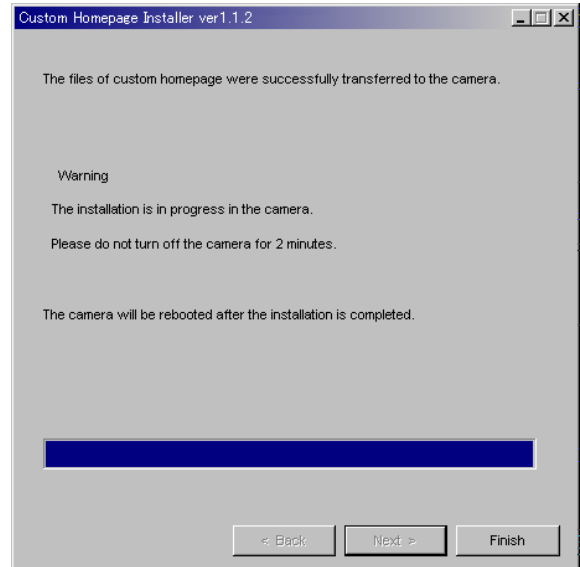 Custom Homepage Installer ver1.1.2
The files of custom homepage were successfully transferred to the camera.
Warning
The installation is in progress in the camera.
Please do not turn off the camera for 2 minutes.
The camera will be rebooted after the installation is completed.
< Back Next > Finish